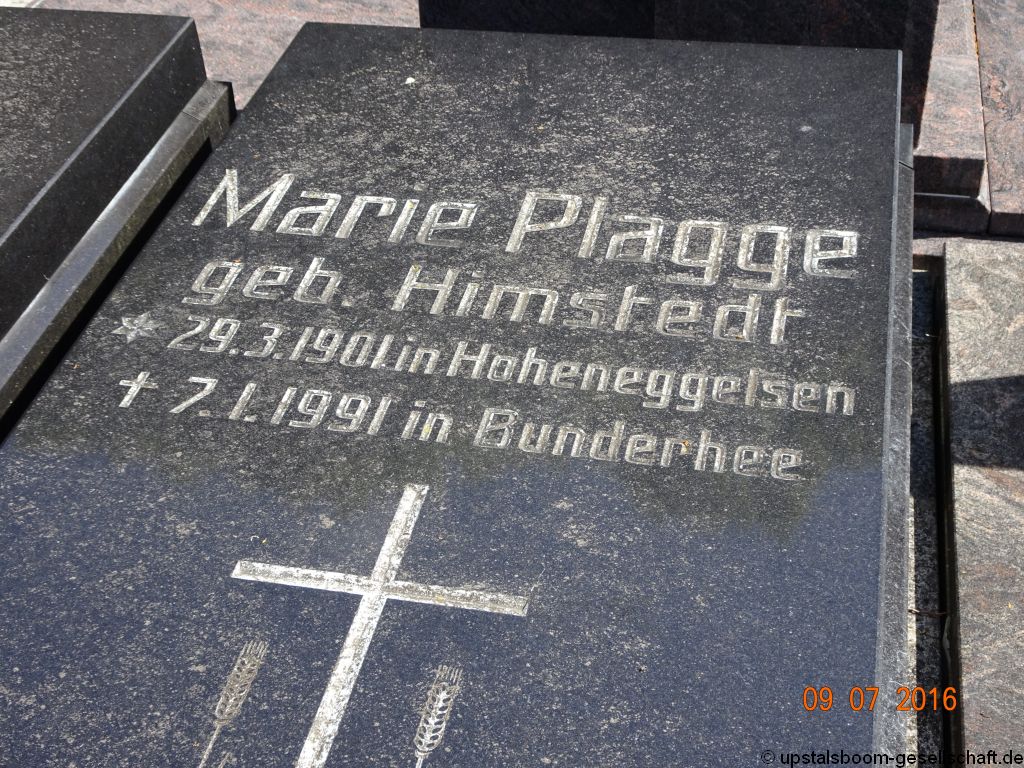 Marie Plagge
geb. Himstedt
29.3.1901. in Hoheneggelsen
7.1.1991 in Bunderhee
09 07 2016
© upstalsboom-gesellschaft.de